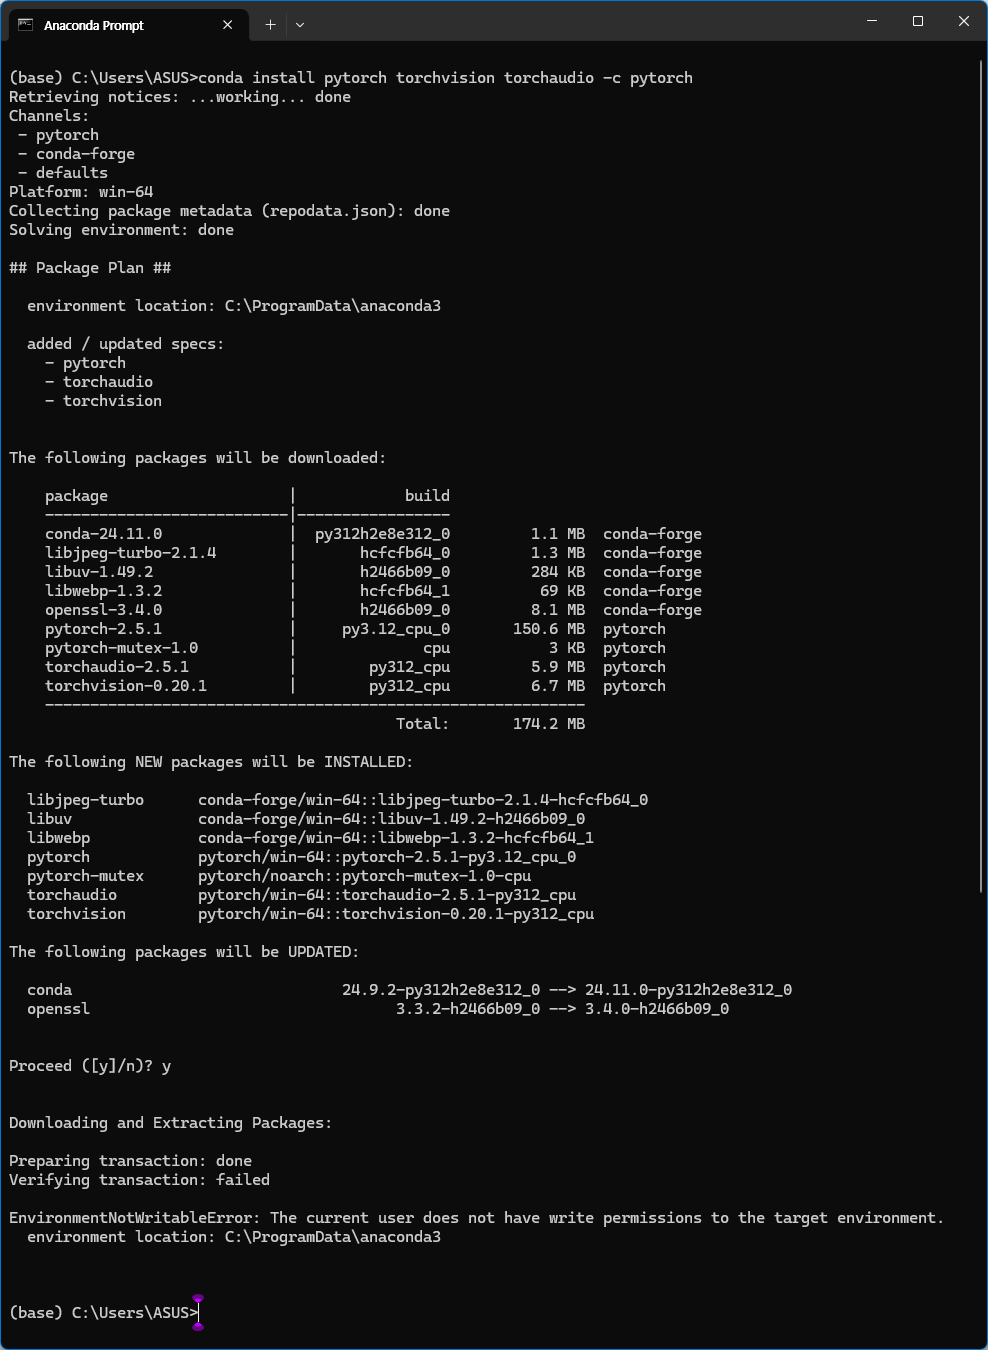 Anaconda Prompt
(base) C:\Users\ASUS>conda install pytorch torchvision torchaudio -c pytorch
Retrieving notices: ...working... done
Channels:
 - pytorch
 - conda-forge
 - defaults
Platform: win-64
Collecting package metadata (repodata.json): done
Solving environment: done

## Package Plan ##

  environment location: C:\ProgramData\anaconda3

  added / updated specs:
    - pytorch
    - torchaudio
    - torchvision


The following packages will be downloaded:

    package                    |            build
    ---------------------------|-----------------
    conda-24.11.0              |  py312h2e8e312_0         1.1 MB  conda-forge
    libjpeg-turbo-2.1.4        |       hcfcfb64_0         1.3 MB  conda-forge
    libuv-1.49.2               |       h2466b09_0         284 KB  conda-forge
    libwebp-1.3.2              |       hcfcfb64_1          69 KB  conda-forge
    openssl-3.4.0              |       h2466b09_0         8.1 MB  conda-forge
    pytorch-2.5.1              |     py3.12_cpu_0       150.6 MB  pytorch
    pytorch-mutex-1.0          |              cpu           3 KB  pytorch
    torchaudio-2.5.1           |        py312_cpu         5.9 MB  pytorch
    torchvision-0.20.1         |        py312_cpu         6.7 MB  pytorch
    ------------------------------------------------------------
                                           Total:       174.2 MB

The following NEW packages will be INSTALLED:

  libjpeg-turbo      conda-forge/win-64::libjpeg-turbo-2.1.4-hcfcfb64_0
  libuv              conda-forge/win-64::libuv-1.49.2-h2466b09_0
  libwebp            conda-forge/win-64::libwebp-1.3.2-hcfcfb64_1
  pytorch            pytorch/win-64::pytorch-2.5.1-py3.12_cpu_0
  pytorch-mutex      pytorch/noarch::pytorch-mutex-1.0-cpu
  torchaudio         pytorch/win-64::torchaudio-2.5.1-py312_cpu
  torchvision        pytorch/win-64::torchvision-0.20.1-py312_cpu

The following packages will be UPDATED:

  conda                              24.9.2-py312h2e8e312_0 --> 24.11.0-py312h2e8e312_0
  openssl                                  3.3.2-h2466b09_0 --> 3.4.0-h2466b09_0


Proceed ([y]/n)? y


Downloading and Extracting Packages:

Preparing transaction: done
Verifying transaction: failed

EnvironmentNotWritableError: The current user does not have write permissions to the target environment.
  environment location: C:\ProgramData\anaconda3



(base) C:\Users\ASUS>